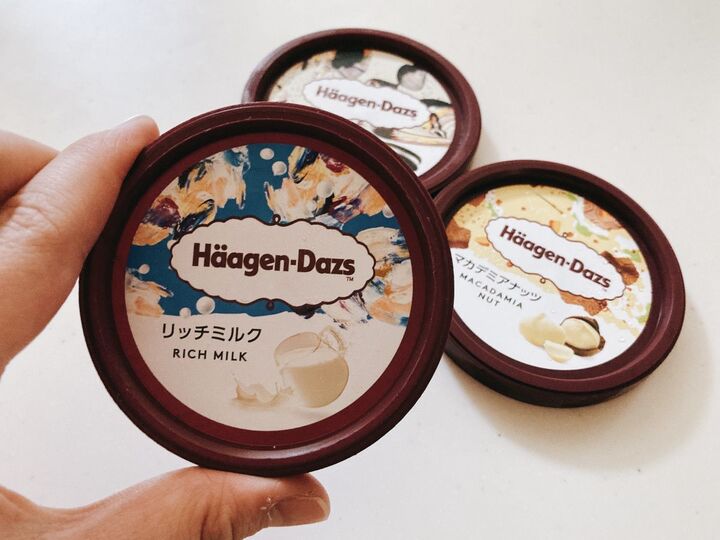 Häagen-Dazs
Häagen-Dazs
マカデミアナッツ
MACADAMIA
NUT
Häagen-Dazs™
リッチミルク
RICH MILK